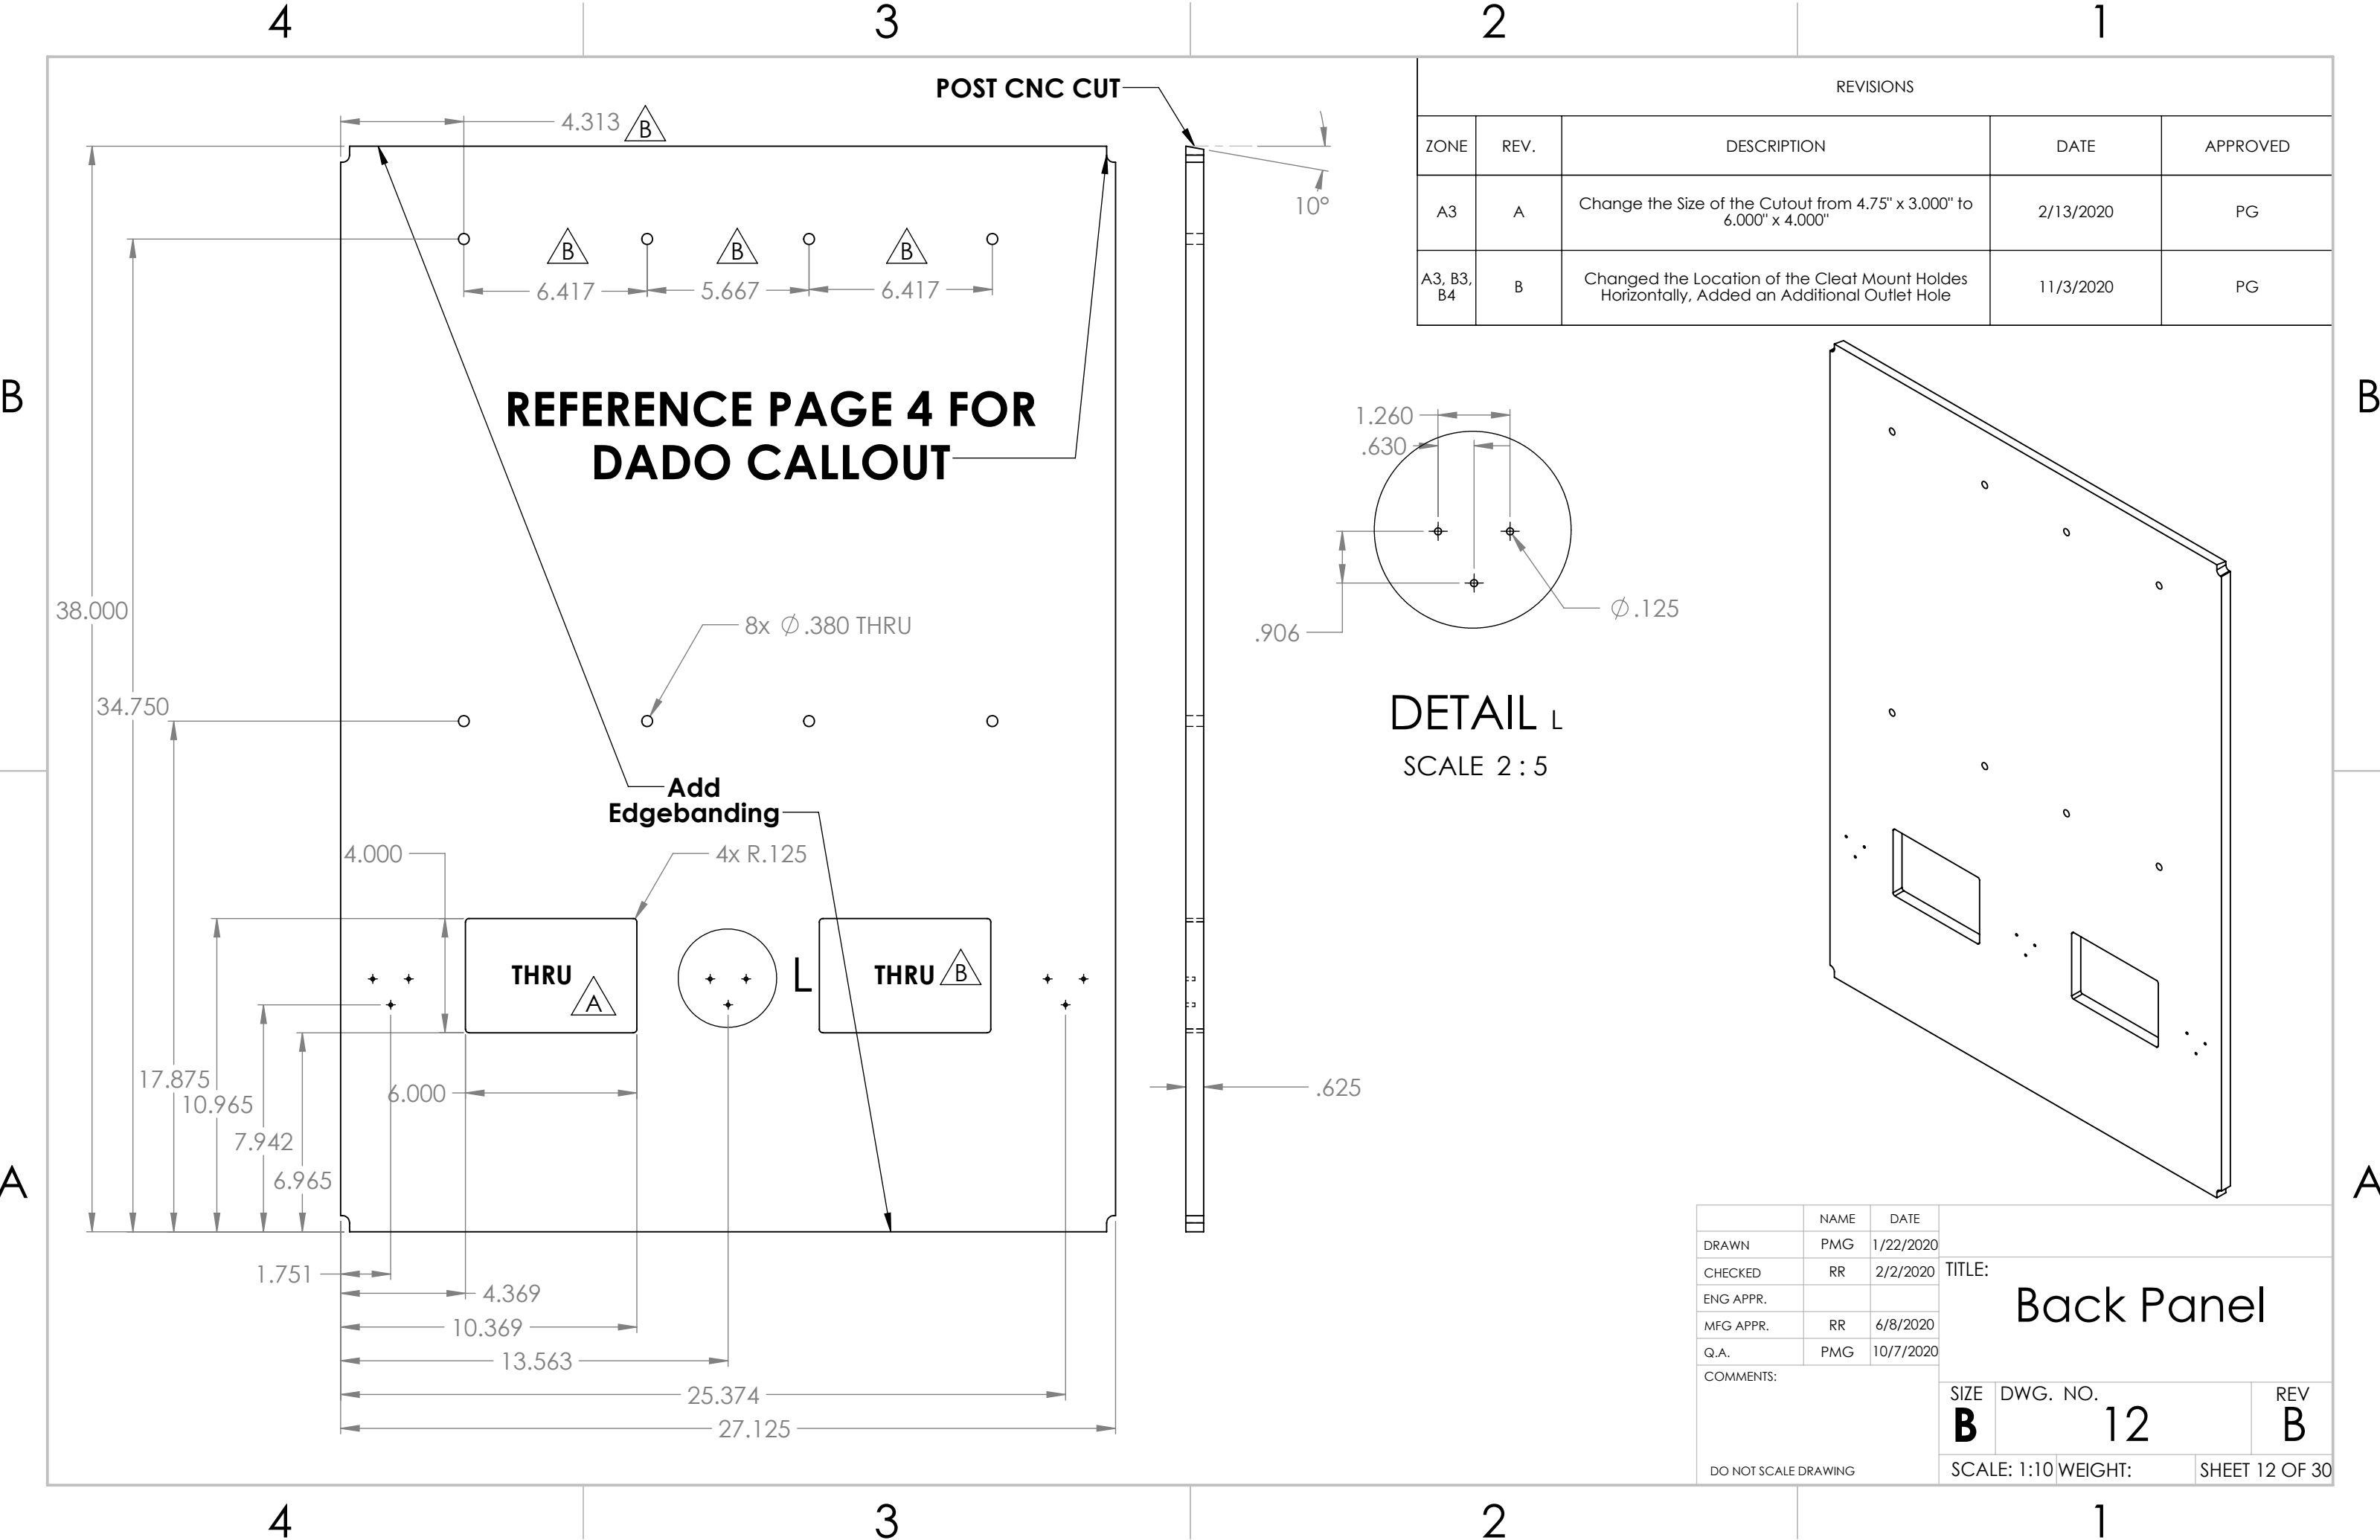 4
3
2
1
B
A
B
A
4
3
2
1
POST CNC CUT
4.313
B
10°
B
B
B
6.417
5.667
6.417
REFERENCE PAGE 4 FOR
DADO CALLOUT
38.000
34.750
8x ∅.380 THRU
Add
Edgebanding
4.000
4x R.125
THRU
A
L
THRU
B
17.875
10.965
7.942
6.965
6.000
.625
1.751
4.369
10.369
13.563
25.374
27.125
1.260
.630
.906
∅.125
DETAIL L
SCALE 2 : 5
REVISIONS
ZONE REV. DESCRIPTION DATE APPROVED
A3 A Change the Size of the Cutout from 4.75" x 3.000" to
6.000" x 4.000" 2/13/2020 PG
A3, B3,
B4 B Changed the Location of the Cleat Mount Holdes
Horizontally, Added an Additional Outlet Hole 11/3/2020 PG
NAME DATE
DRAWN PMG 1/22/2020
CHECKED RR 2/2/2020
ENG APPR.
MFG APPR. RR 6/8/2020
Q.A. PMG 10/7/2020
COMMENTS:
DO NOT SCALE DRAWING
TITLE:
Back Panel
SIZE DWG. NO. REV
B 12 B
SCALE: 1:10 WEIGHT: SHEET 12 OF 30